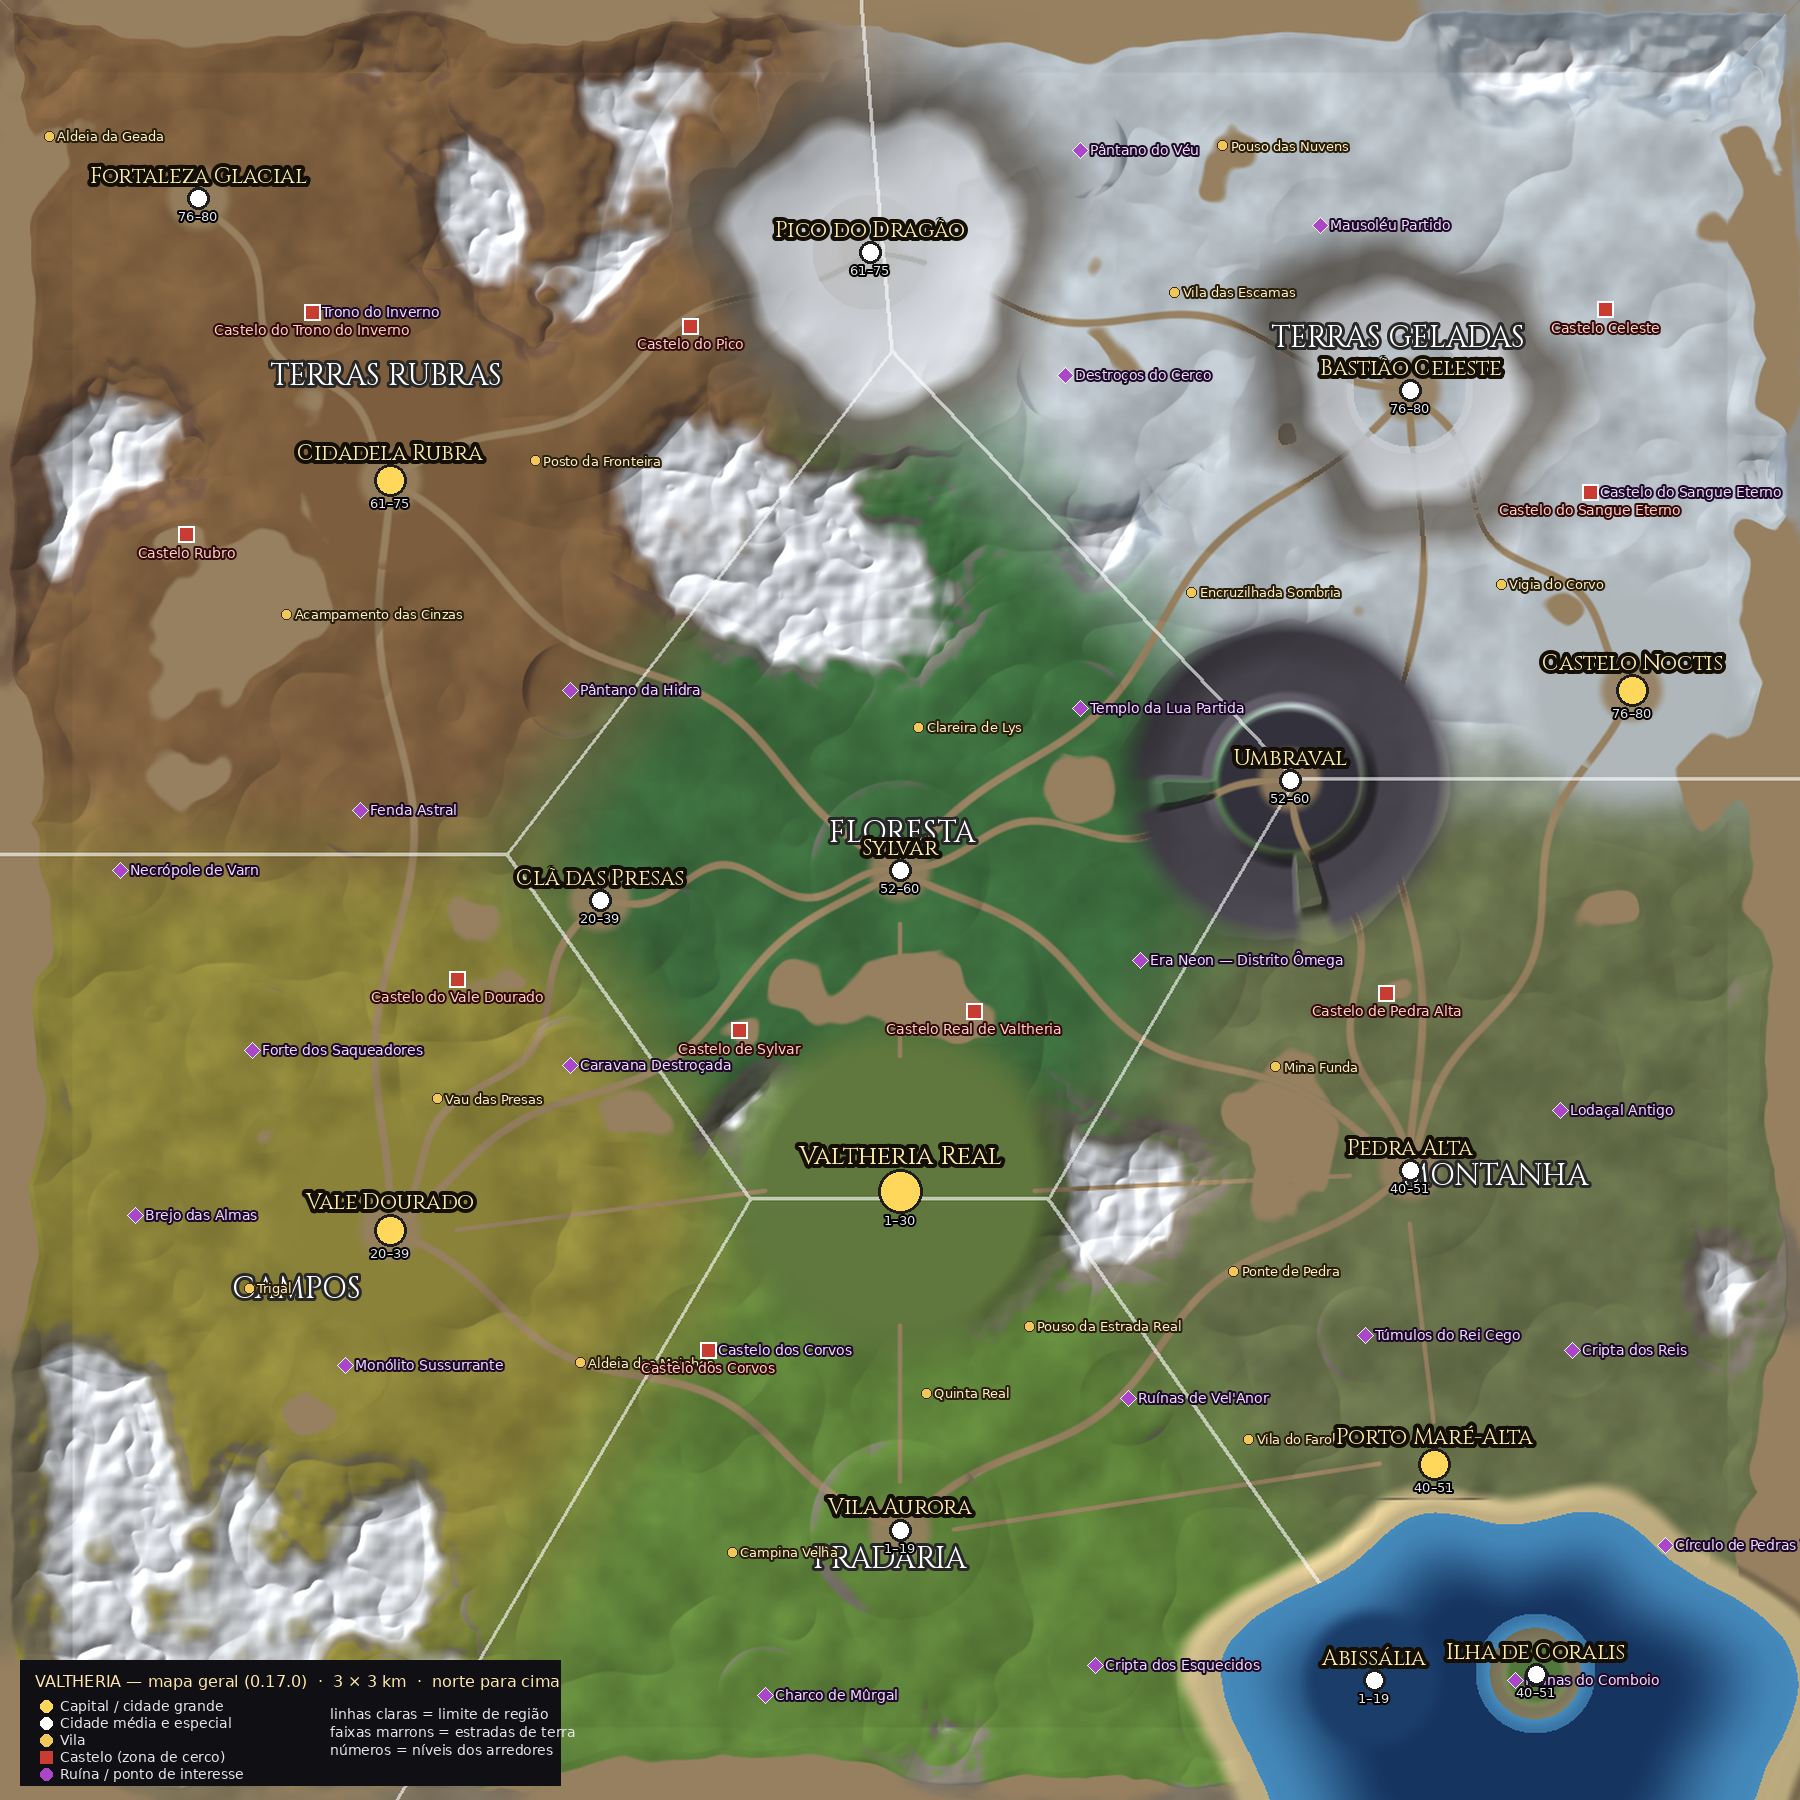 Aldeia da Geada
FORTALEZA GLACIAL
76–80
PICO DO DRAGÃO
61–75
Pântano do Véu
Pouso das Nuvens
Mausoléu Partido
Vila das Escamas
Trono do Inverno
Castelo do Trono do Inverno
Castelo do Pico
TERRAS GELADAS
BASTIÃO CELESTE
76–80
Castelo Celeste
TERRAS RUBRAS
Destroços do Cerco
CIDADELA RUBRA
61–75
Posto da Fronteira
Castelo do Sangue Eterno
Castelo do Sangue Eterno
Castelo Rubro
Encruzilhada Sombria
Vigia do Corvo
Acampamento das Cinzas
CASTELO NOCTIS
76–80
Pântano da Hidra
Templo da Lua Partida
Clareira de Lys
UMBRAVAL
52–60
Fenda Astral
FLORESTA
SYLVAR
52–60
Necrópole de Varn
CLÃ DAS PRESAS
20–39
Era Neon — Distrito Ômega
Castelo do Vale Dourado
Castelo de Pedra Alta
Castelo de Sylvar
Castelo Real de Valtheria
Forte dos Saqueadores
Caravana Destroçada
Mina Funda
Vau das Presas
Lodaçal Antigo
VALTHERIA REAL
1–30
PEDRA ALTA
MONTANHA
40–51
VALE DOURADO
20–39
Brejo das Almas
CAMPOS
Trigal
Ponte de Pedra
Pouso da Estrada Real
Túmulos do Rei Cego
Cripta dos Reis
Monólito Sussurrante
Aldeia
Castelo dos Corvos
Castelo dos Corvos
Quinta Real
Ruínas de Vel'Anor
Vila do Farol
PORTO MARÉ-ALTA
40–51
VILA AURORA
1–19
Campina Velha
PRADARIA
Círculo de Pedras
Cripta dos Esquecidos
Charco de Mûrgal
ABISSÁLIA
1–19
ILHA DE CORALIS
40–51
do Comboio
VALTHERIA — mapa geral (0.17.0) · 3 × 3 km · norte para cima
Capital / cidade grande
Cidade média e especial
Vila
Castelo (zona de cerco)
Ruína / ponto de interesse
linhas claras = limite de região
faixas marrons = estradas de terra
números = níveis dos arredores